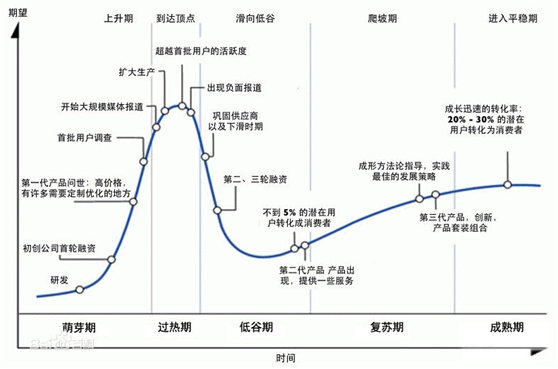 期望
上升期
到达顶点
滑向低谷
爬坡期
进入平稳期
超越首批用户的活跃度
扩大生产
出现负面报道
开始大规模媒体报道
巩固供应商
以及下滑时期
首批用户调查
第一代产品问世：高价格，
有许多需要定制优化的地方
第二、三轮融资
初创公司首轮融资
研发
不到 5% 的潜在用
户转化成消费者
第二代产品 产品出
现，提供一些服务
成形方法论指导，实践
最佳的发展策略
第三代产品，创新，
产品套装组合
成长迅速的转化率：
20% - 30% 的潜在
用户转化为消费者
萌芽期
过热期
低谷期
复苏期
成熟期
时间